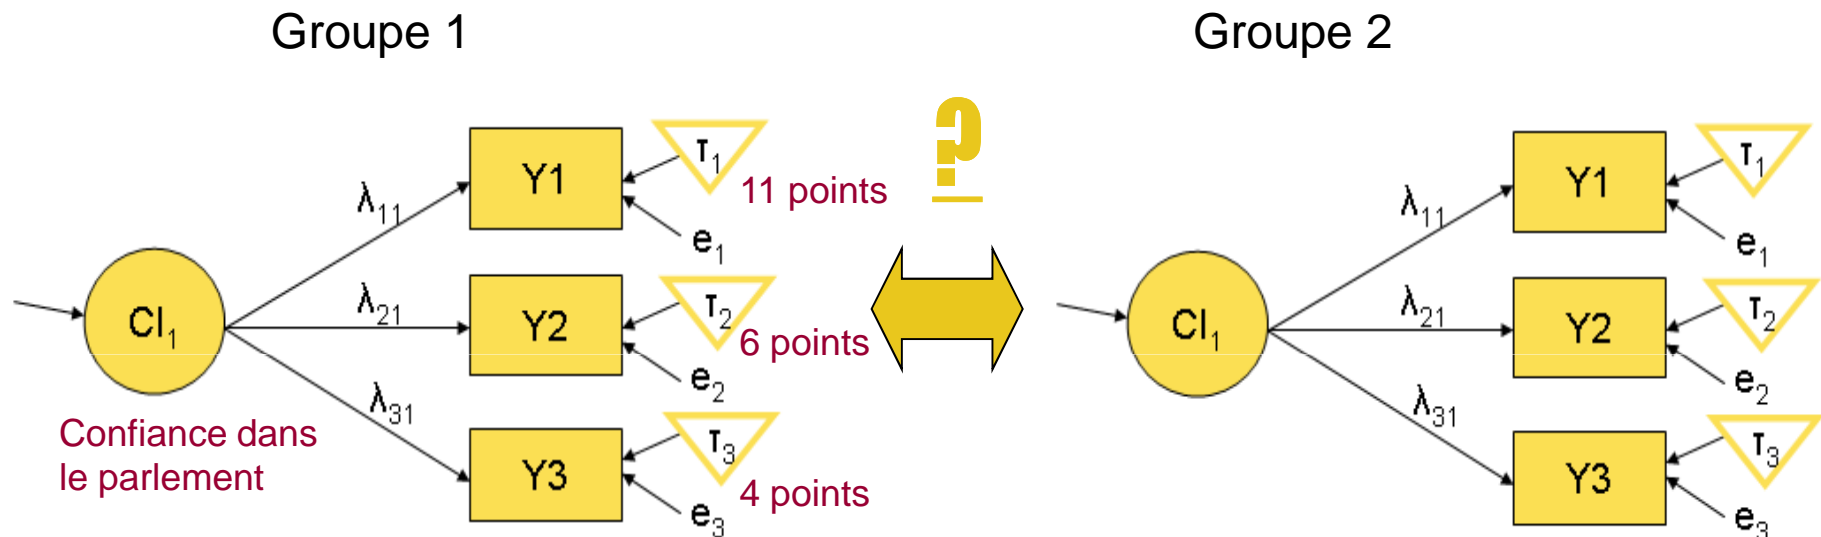 Groupe 1
Groupe 2
?
CI₁
Confiance dans
le parlement
λ₁₁
λ₂₁
λ₃₁
Y1
Y2
Y3
τ₁
11 points
e₁
τ₂
6 points
e₂
τ₃
4 points
e₃
CI₁
λ₁₁
λ₂₁
λ₃₁
Y1
Y2
Y3
τ₁
e₁
τ₂
e₂
τ₃
e₃